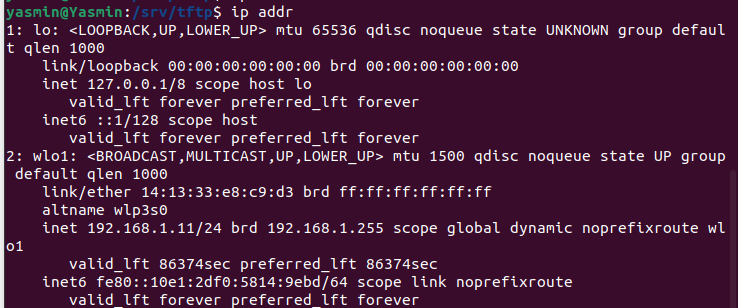 yasmin@Yasmin:/srv/tftp$ ip addr
1: lo: <LOOPBACK,UP,LOWER_UP> mtu 65536 qdisc noqueue state UNKNOWN group defaul
t qlen 1000
    link/loopback 00:00:00:00:00:00 brd 00:00:00:00:00:00
    inet 127.0.0.1/8 scope host lo
       valid_lft forever preferred_lft forever
    inet6 ::1/128 scope host
       valid_lft forever preferred_lft forever
2: wlo1: <BROADCAST,MULTICAST,UP,LOWER_UP> mtu 1500 qdisc noqueue state UP group
 default qlen 1000
    link/ether 14:13:33:e8:c9:d3 brd ff:ff:ff:ff:ff:ff
    altname wlp3s0
    inet 192.168.1.11/24 brd 192.168.1.255 scope global dynamic noprefixroute wl
o1
       valid_lft 86374sec preferred_lft 86374sec
    inet6 fe80::10e1:2df0:5814:9ebd/64 scope link noprefixroute
       valid_lft forever preferred_lft forever